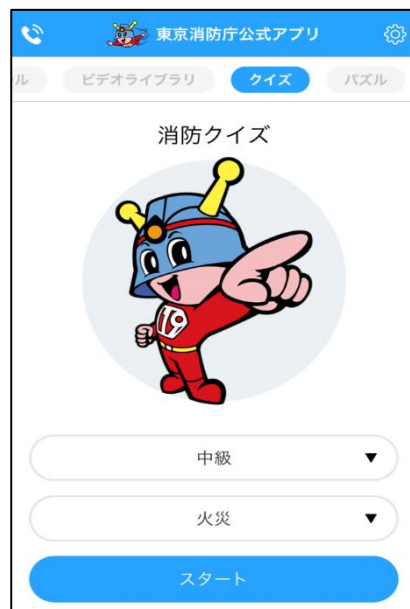 東京消防庁公式アプリ
ル ビデオライブラリ クイズ パズル
消防クイズ
119
中級
火災
スタート